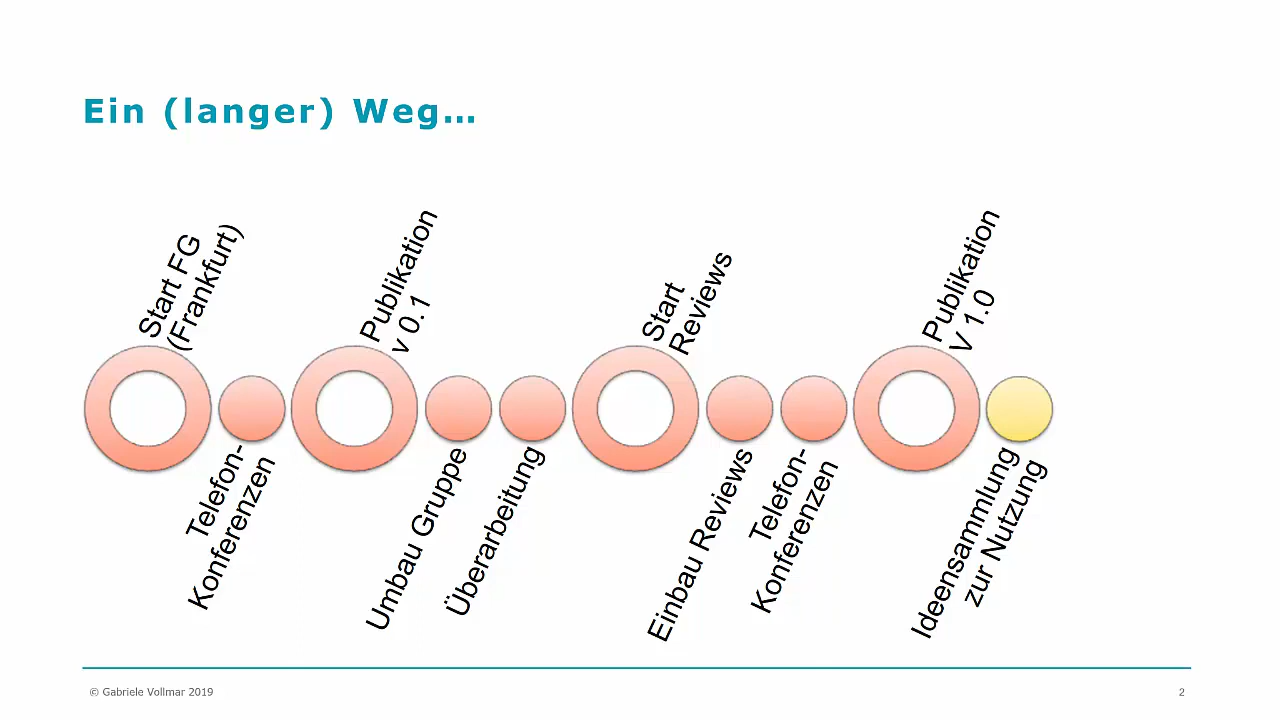 Ein (langer) Weg…
Start FG
(Frankfurt)
Telefon-
Konferenzen
Publikation
v 0.1
Umbau Gruppe
Überarbeitung
Start
Reviews
Einbau Reviews
Telefon-
Konferenzen
Publikation
V 1.0
Ideensammlung
zur Nutzung
© Gabriele Vollmar 2019
2